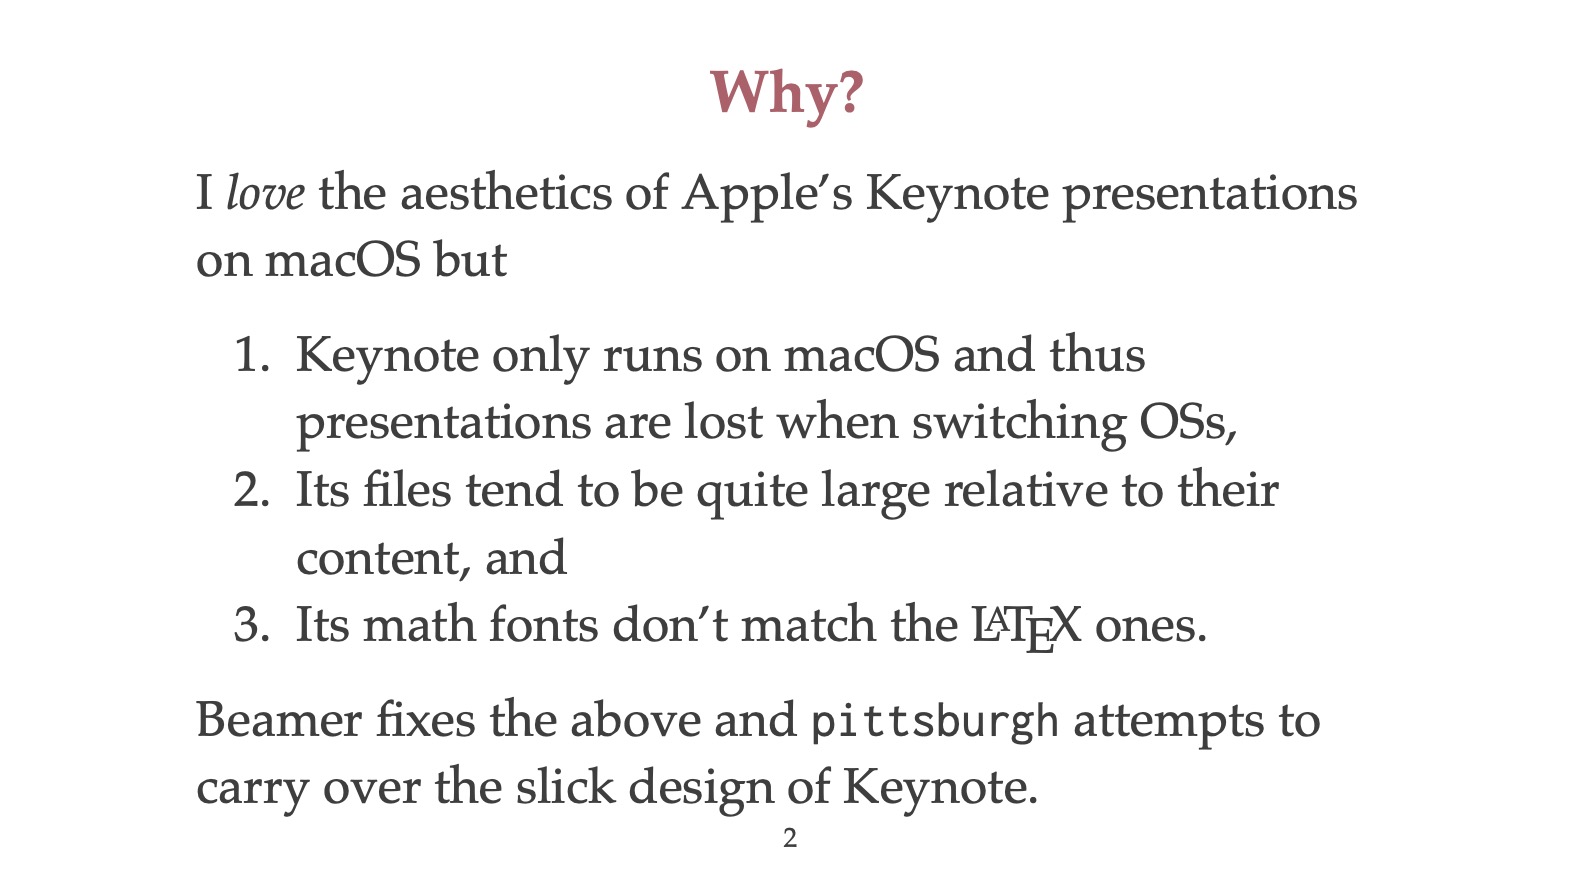 Why?
I love the aesthetics of Apple’s Keynote presentations
on macOS but
1. Keynote only runs on macOS and thus
presentations are lost when switching OSs,
2. Its files tend to be quite large relative to their
content, and
3. Its math fonts don’t match the LATEX ones.
Beamer fixes the above and pittsburgh attempts to
carry over the slick design of Keynote.
2